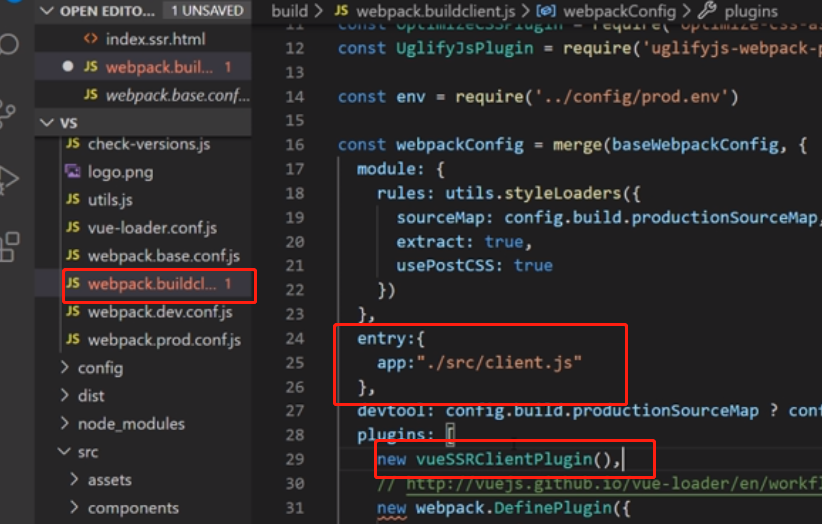 OPEN EDITO... 1 UNSAVED
index.ssr.html
JS webpack.buil... 1
JS webpack.base.conf...
VS
JS check-versions.js
logo.png
JS utils.js
JS vue-loader.conf.js
JS webpack.base.conf.js
JS webpack.buildcl... 1
JS webpack.dev.conf.js
JS webpack.prod.conf.js
config
dist
node_modules
src
assets
components
build > JS webpack.buildclient.js > webpackConfig > plugins
11 const OptimizeCSSPlugin = require('optimize-css-as
12 const UglifyJsPlugin = require('uglifyjs-webpack-p
13
14 const env = require('../config/prod.env')
15
16 const webpackConfig = merge(baseWebpackConfig, {
17 module: {
18 rules: utils.styleLoaders({
19 sourceMap: config.build.productionSourceMap,
20 extract: true,
21 usePostCSS: true
22 })
23 },
24 entry:{
25 app:"./src/client.js"
26 },
27 devtool: config.build.productionSourceMap ? conf
28 plugins: [
29 new vueSSRClientPlugin(),
30 // http://vuejs.github.io/vue-loader/en/workfl
31 new webpack.DefinePlugin({